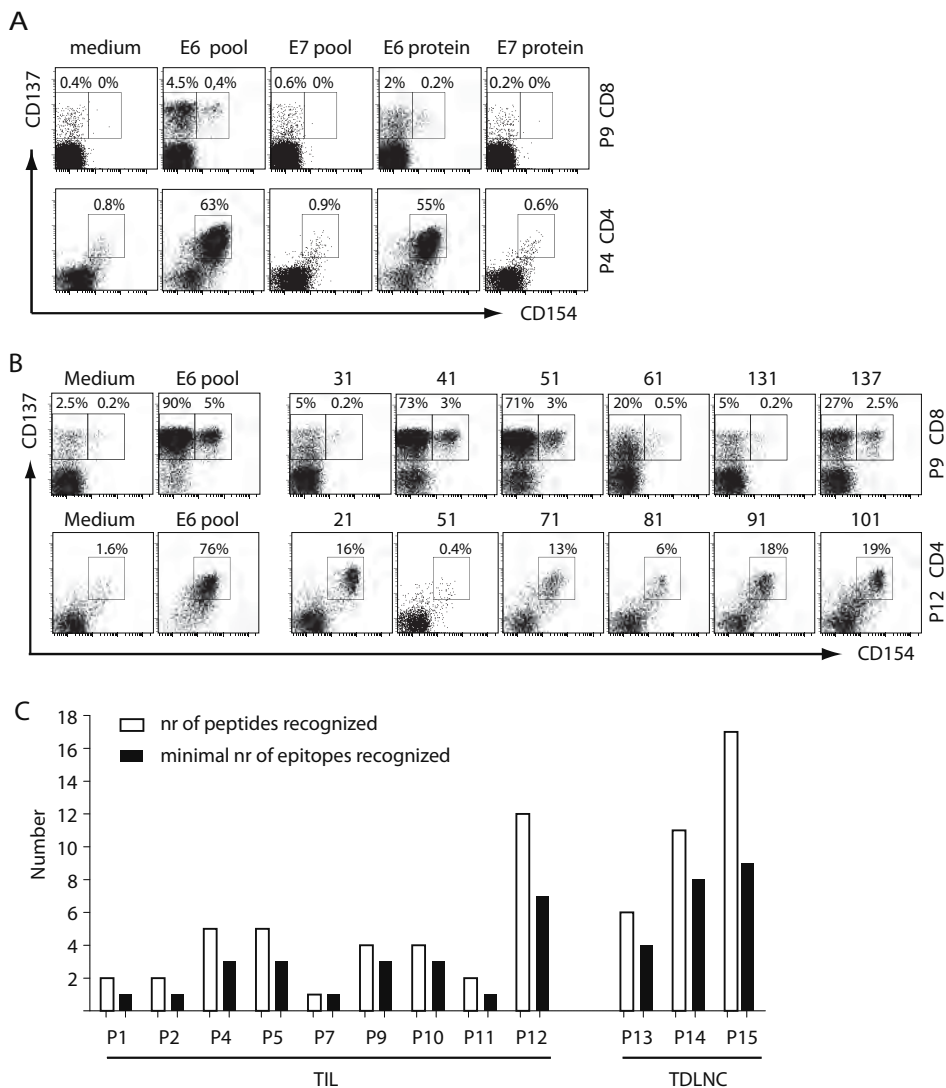 A
medium E6 pool E7 pool E6 protein E7 protein
CD137
0.4% 0% 4.5% 0,4% 0.6% 0% 2% 0.2% 0.2% 0%
P9 CD8
0.8% 63% 0.9% 55% 0.6%
P4 CD4
CD154
B
Medium E6 pool 31 41 51 61 131 137
CD137
2.5% 0.2% 90% 5% 5% 0.2% 73% 3% 71% 3% 20% 0.5% 5% 0.2% 27% 2.5%
P9 CD8
Medium E6 pool 21 51 71 81 91 101
1.6% 76% 16% 0.4% 13% 6% 18% 19%
P12 CD4
CD154
C
18
16
14
12
10
8
6
4
2
Number
nr of peptides recognized
minimal nr of epitopes recognized
P1 P2 P4 P5 P7 P9 P10 P11 P12 P13 P14 P15
TIL TDLNC